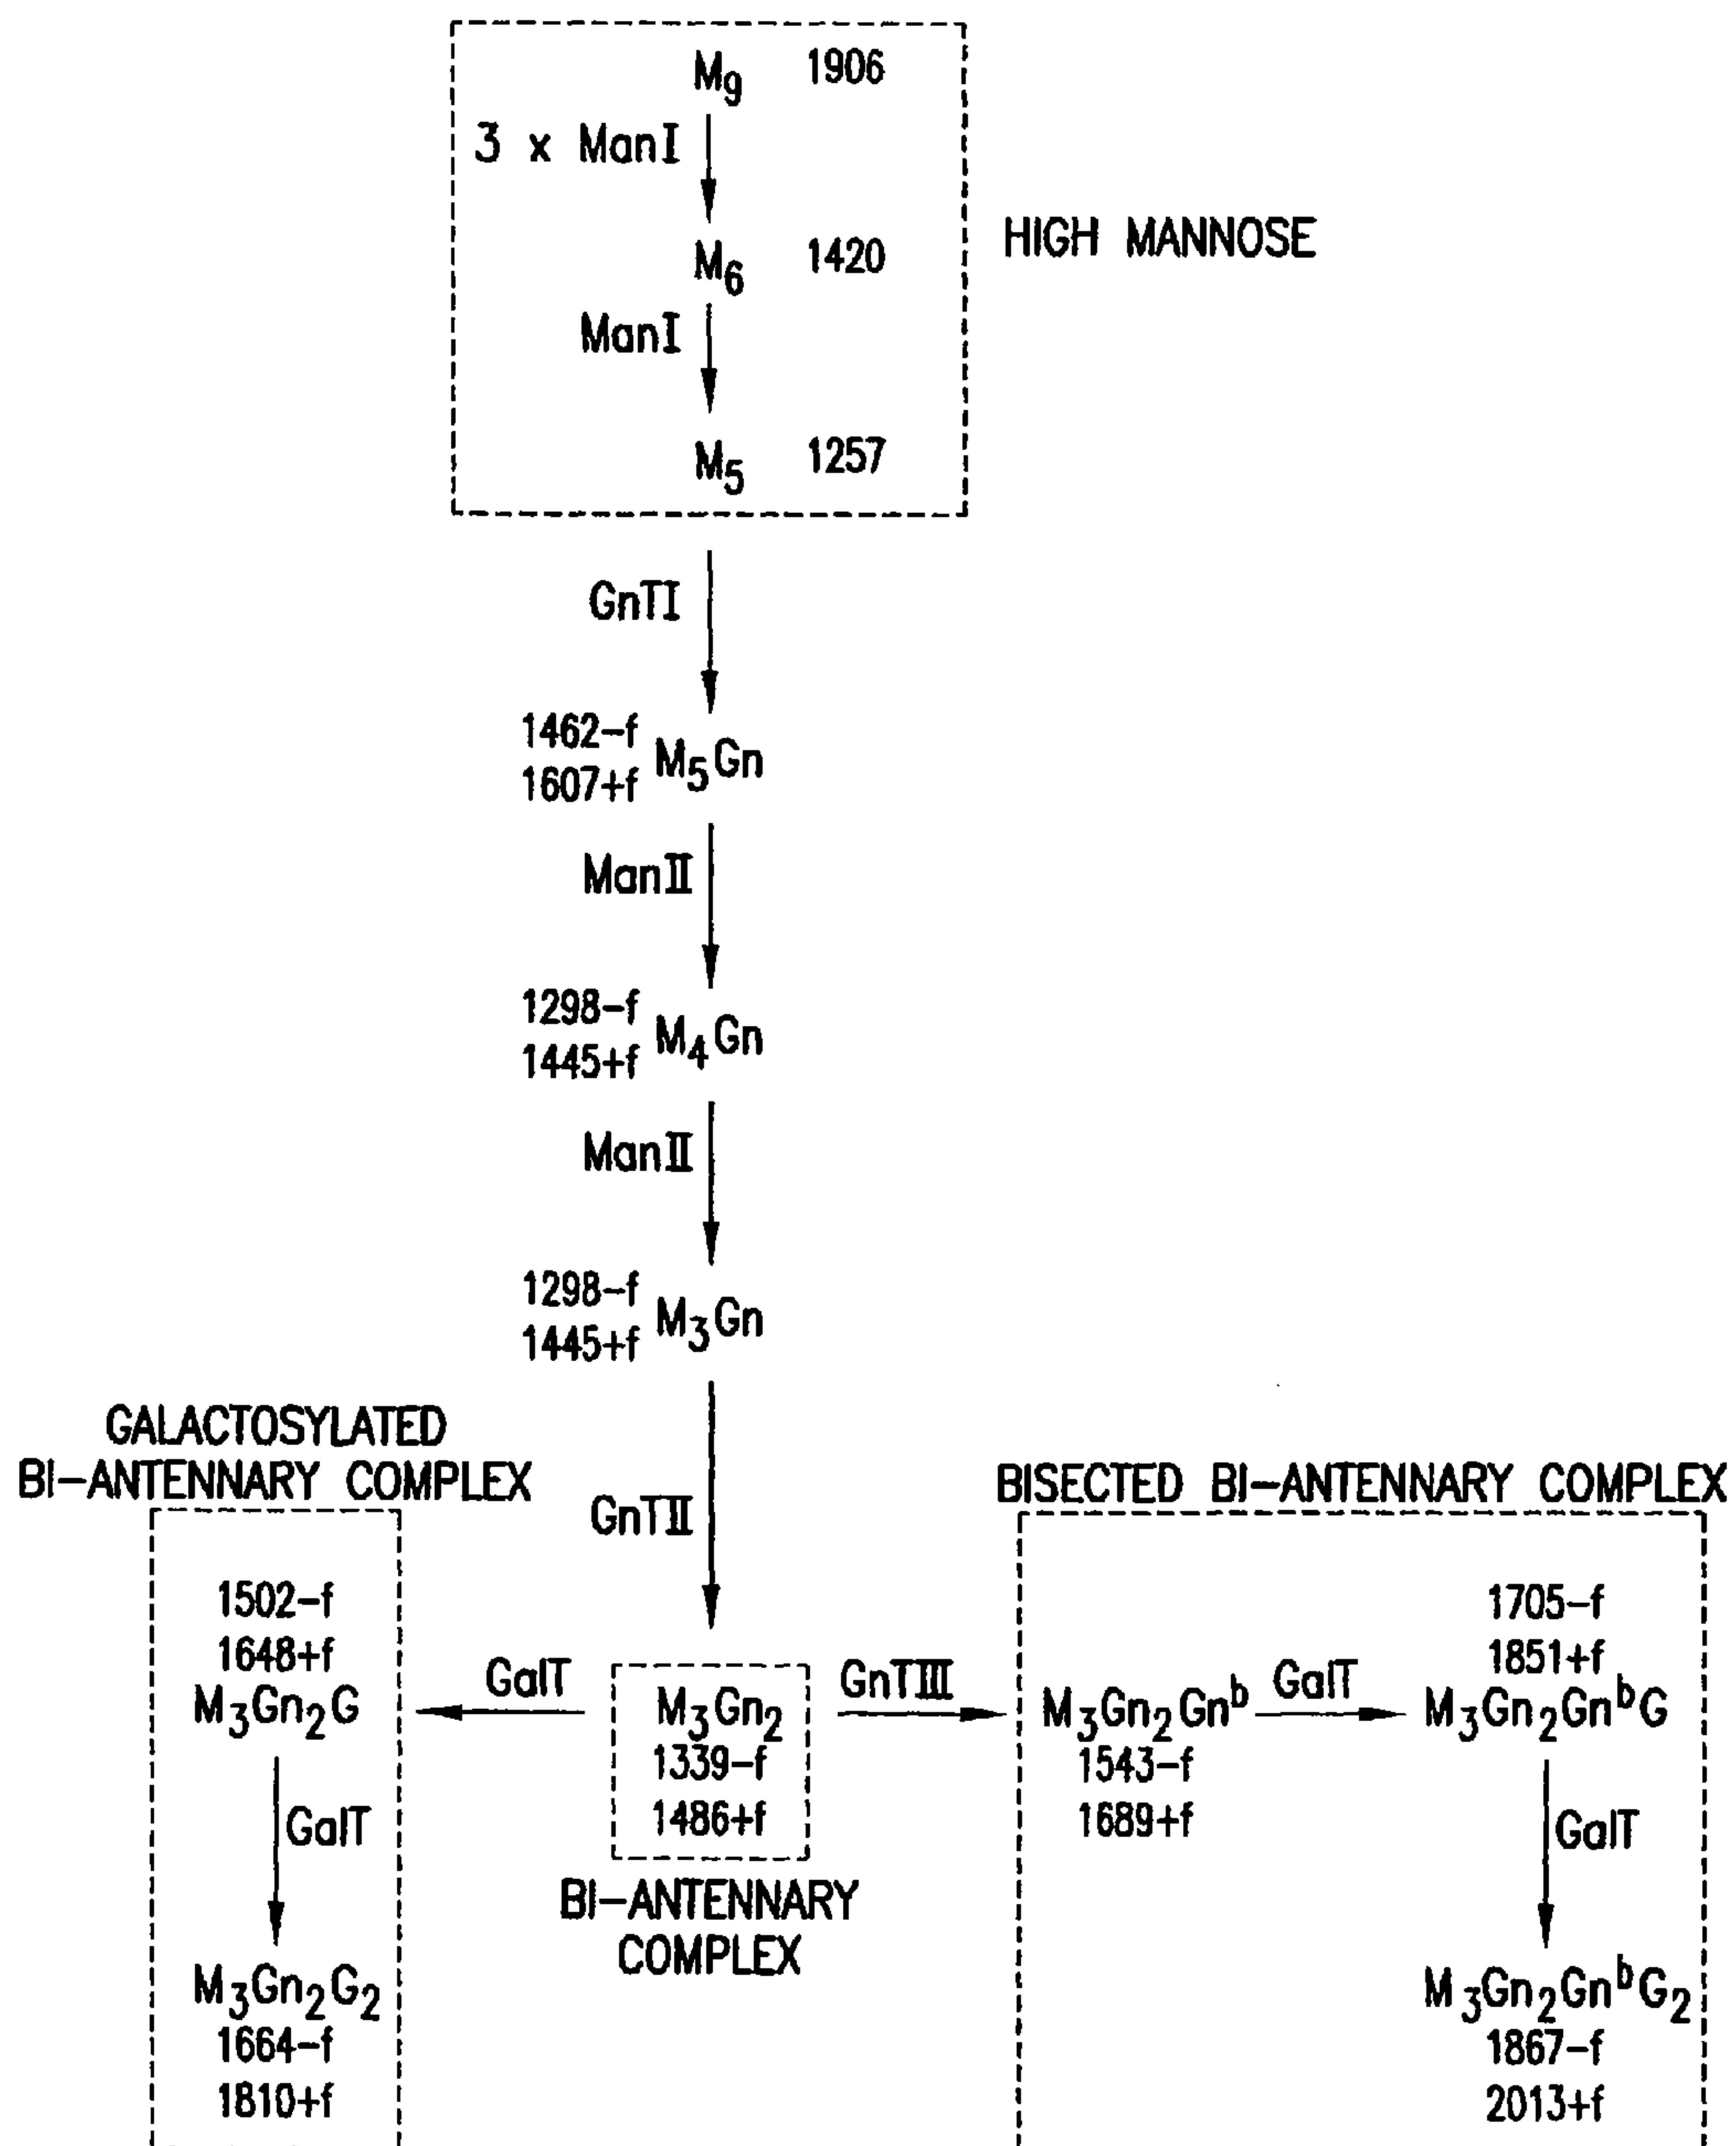 M₉ 1906
3 x ManI
M₆ 1420
HIGH MANNOSE
ManI
M₅ 1257
GnTI
1462-f
1607+f
M₅Gn
ManII
1298-f
1445+f
M₄Gn
ManII
1298-f
1445+f
M₃Gn
GnTII
GALACTOSYLATED
BI-ANTENNARY COMPLEX
1502-f
1648+f
M₃Gn₂G
GalT
M₃Gn₂G₂
1664-f
1810+f
GalT
M₃Gn₂
1339-f
1486+f
BI-ANTENNARY
COMPLEX
GnTIII
BISECTED BI-ANTENNARY COMPLEX
M₃Gn₂Gnᵇ
1543-f
1689+f
GalT
1705-f
1851+f
M₃Gn₂GnᵇG
GalT
M₃Gn₂GnᵇG₂
1867-f
2013+f